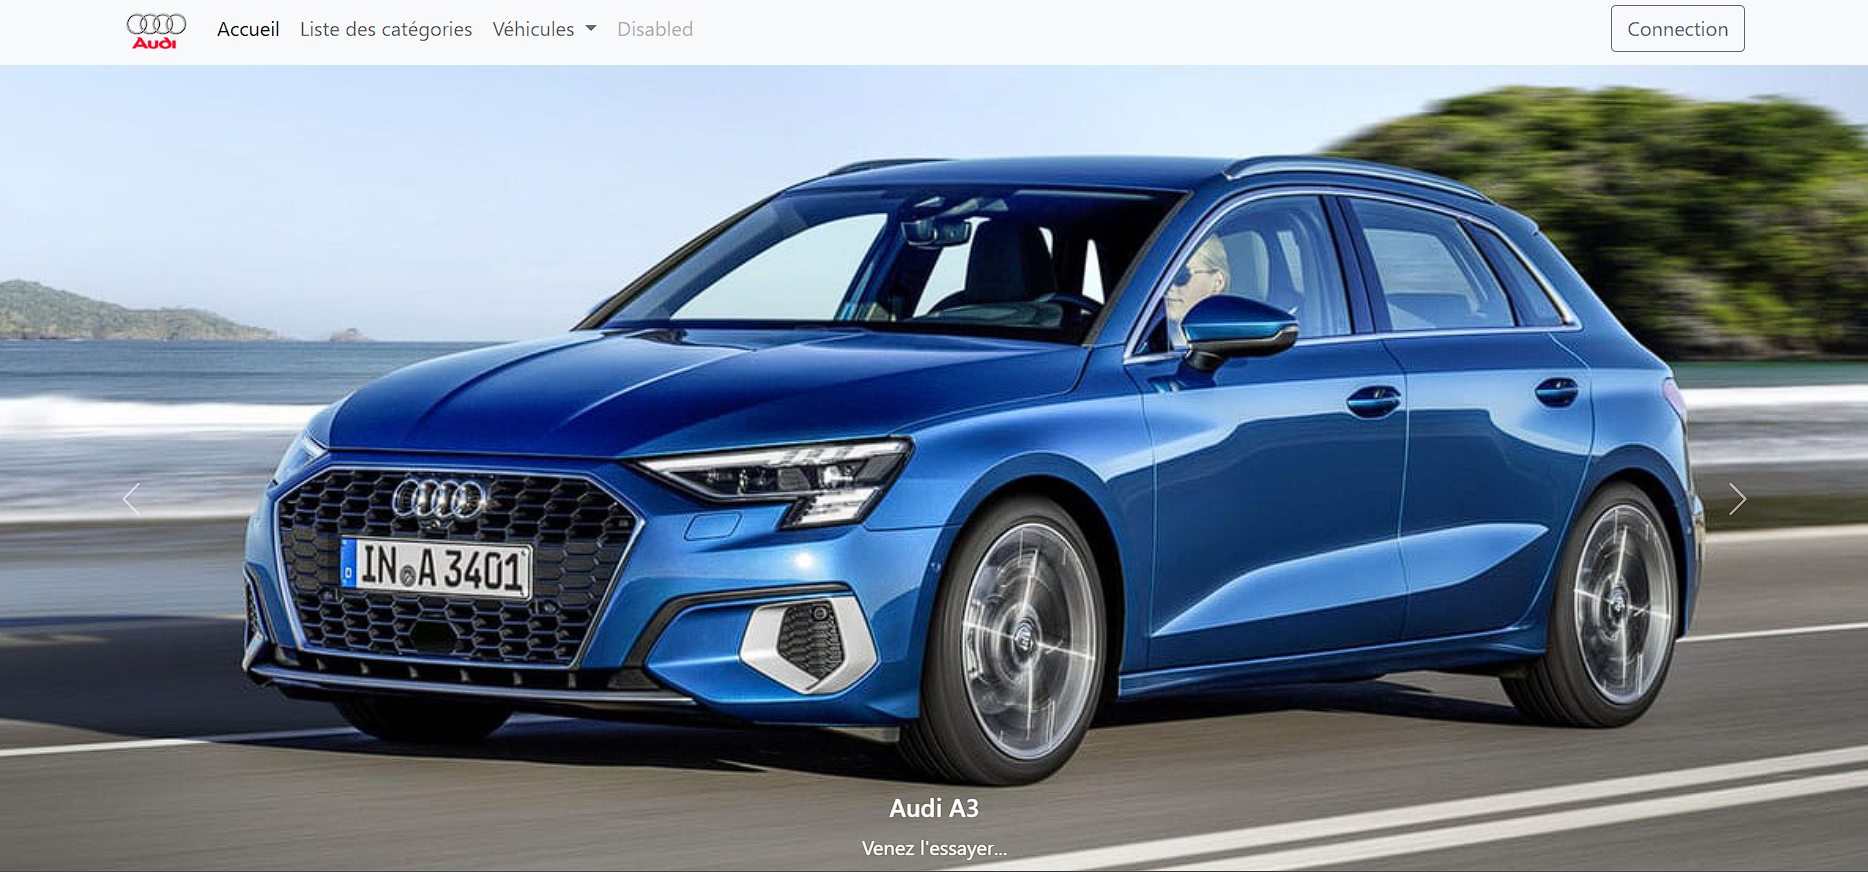 Audi
Accueil
Liste des catégories
Véhicules
Disabled
Connection
IN A 3401
D
Audi A3
Venez l'essayer...